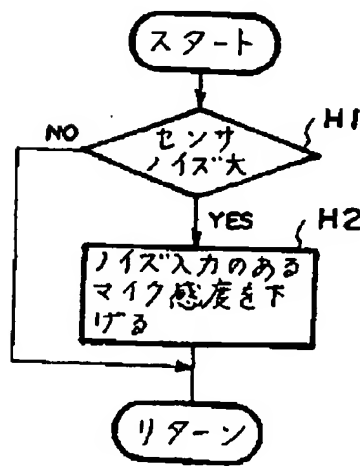 スタート
H1
NO
センサ
ノイズ大
YES
H2
ノイズ入力のある
マイク感度を下
げる
リターン